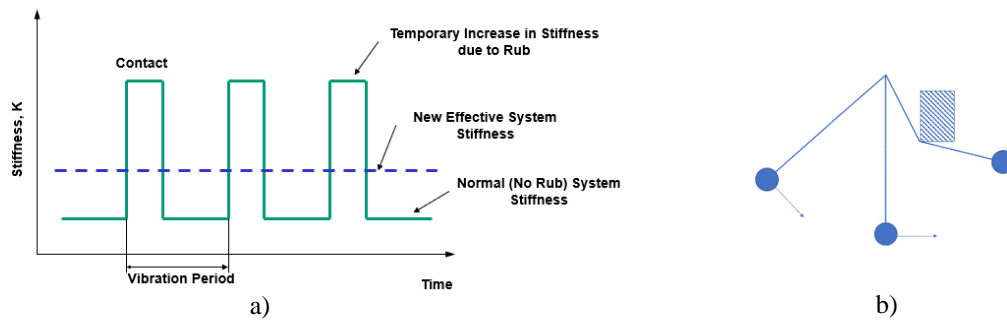 Temporary Increase in Stiffness
due to Rub
Contact
New Effective System
Stiffness
Stiffness, K
Normal (No Rub) System
Stiffness
Vibration Period
Time
a)
b)